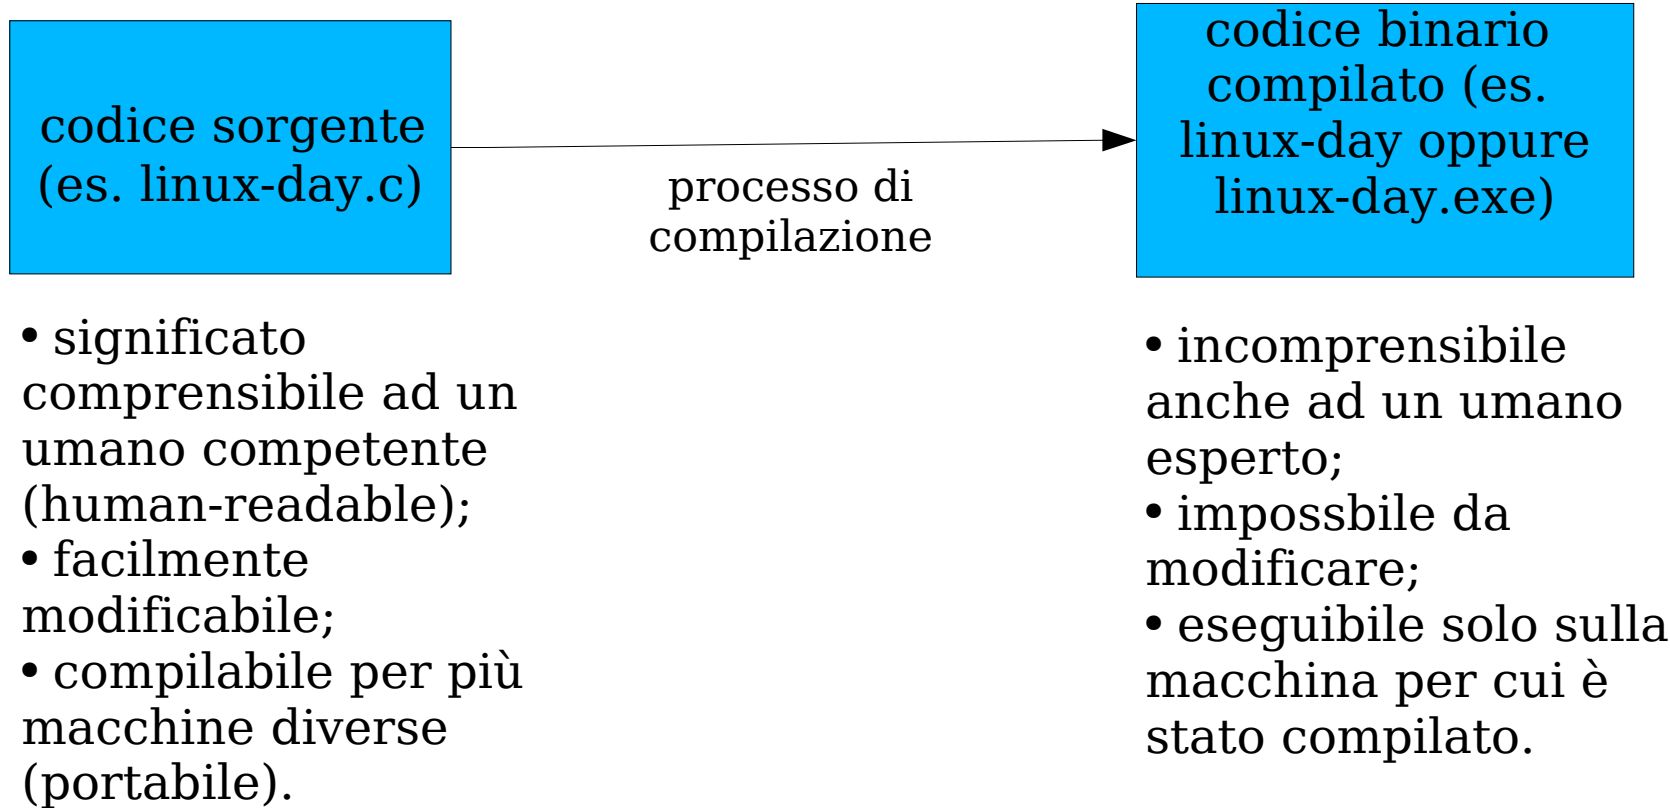 codice sorgente
(es. linux-day.c)
processo di
compilazione
codice binario
compilato (es.
linux-day oppure
linux-day.exe)
• significato
comprensibile ad un
umano competente
(human-readable);
• facilmente
modificabile;
• compilabile per più
macchine diverse
(portabile).
• incomprensibile
anche ad un umano
esperto;
• impossbile da
modificare;
• eseguibile solo sulla
macchina per cui è
stato compilato.